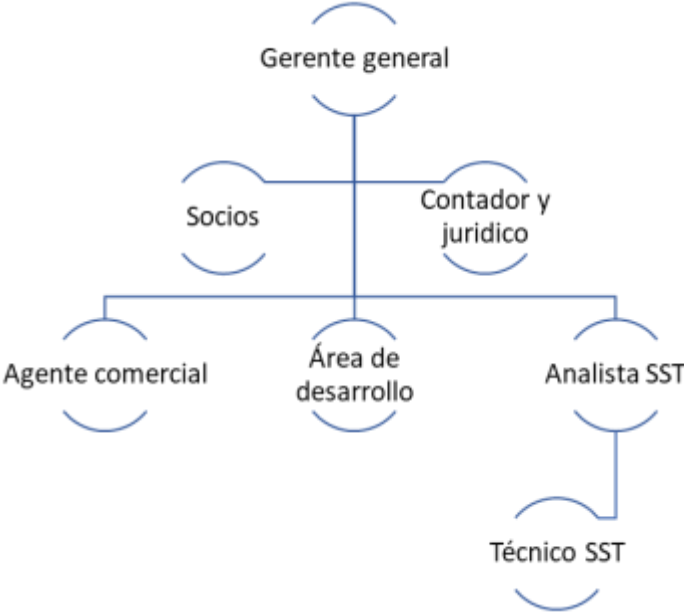 Gerente general
Socios
Contador y
juridico
Agente comercial
Área de
desarrollo
Analista SST
Técnico SST